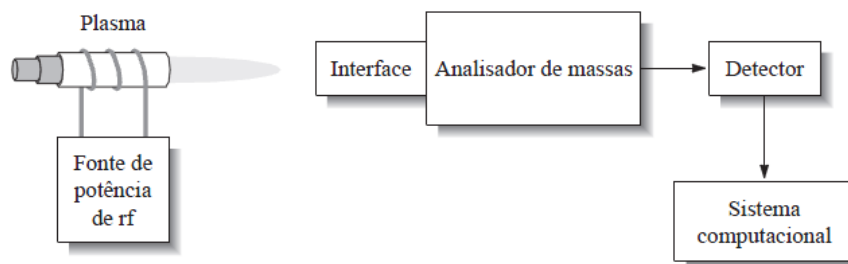 Plasma
Interface
Analisador de massas
Detector
Fonte de
potência
de rf
Sistema
computacional